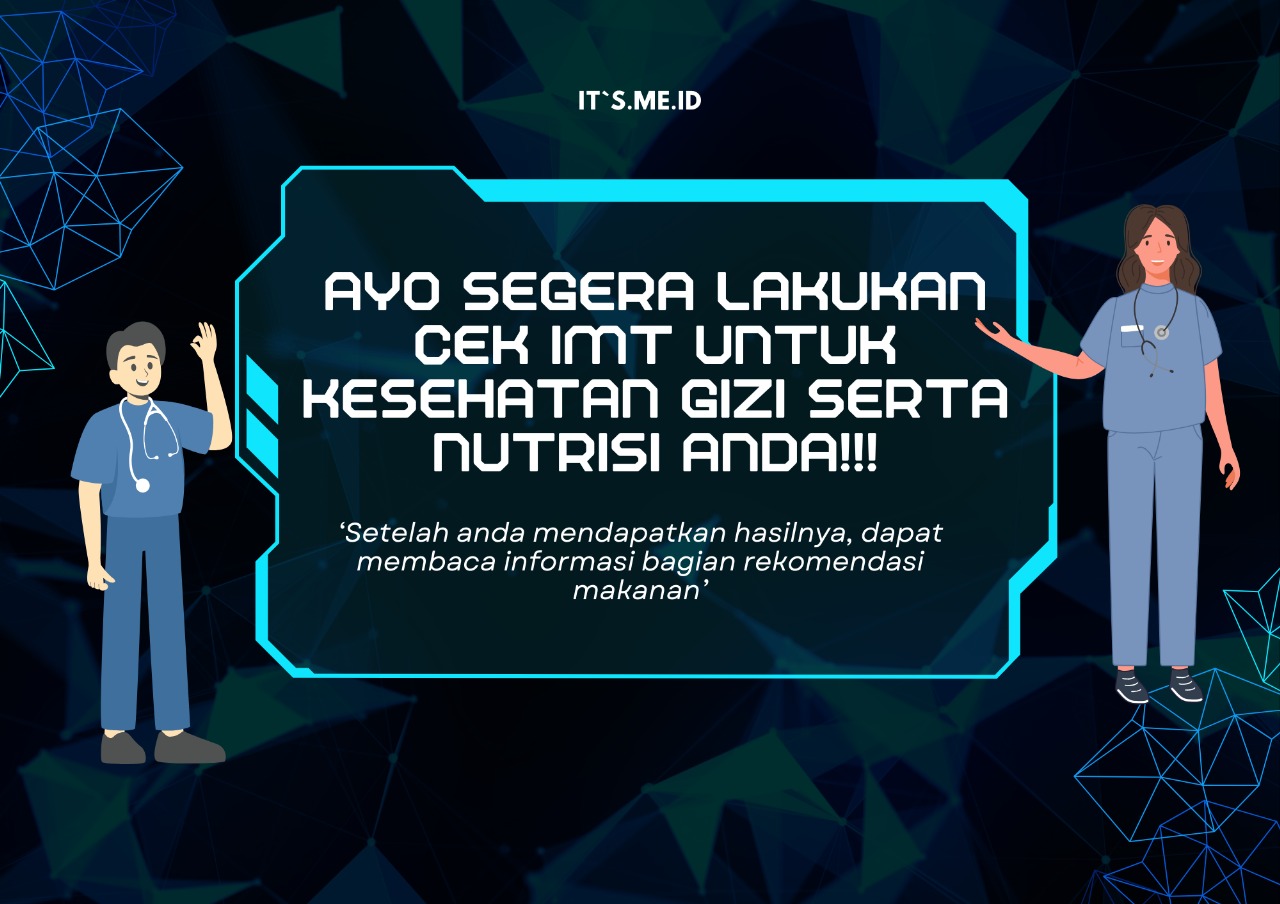 IT`S.ME.ID
AYO SEGERA LAKUKAN
CEK IMT UNTUK
KESEHATAN GIZI SERTA
NUTRISI ANDA!!!
‘Setelah anda mendapatkan hasilnya, dapat
membaca informasi bagian rekomendasi
makanan’